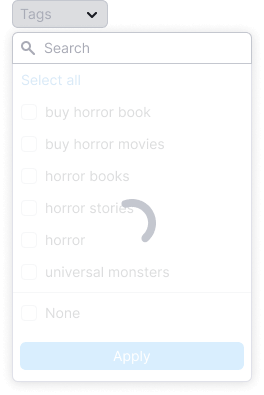 Tags
Search
Select all
buy horror book
buy horror movies
horror books
horror stories
horror
universal monsters
None
Apply